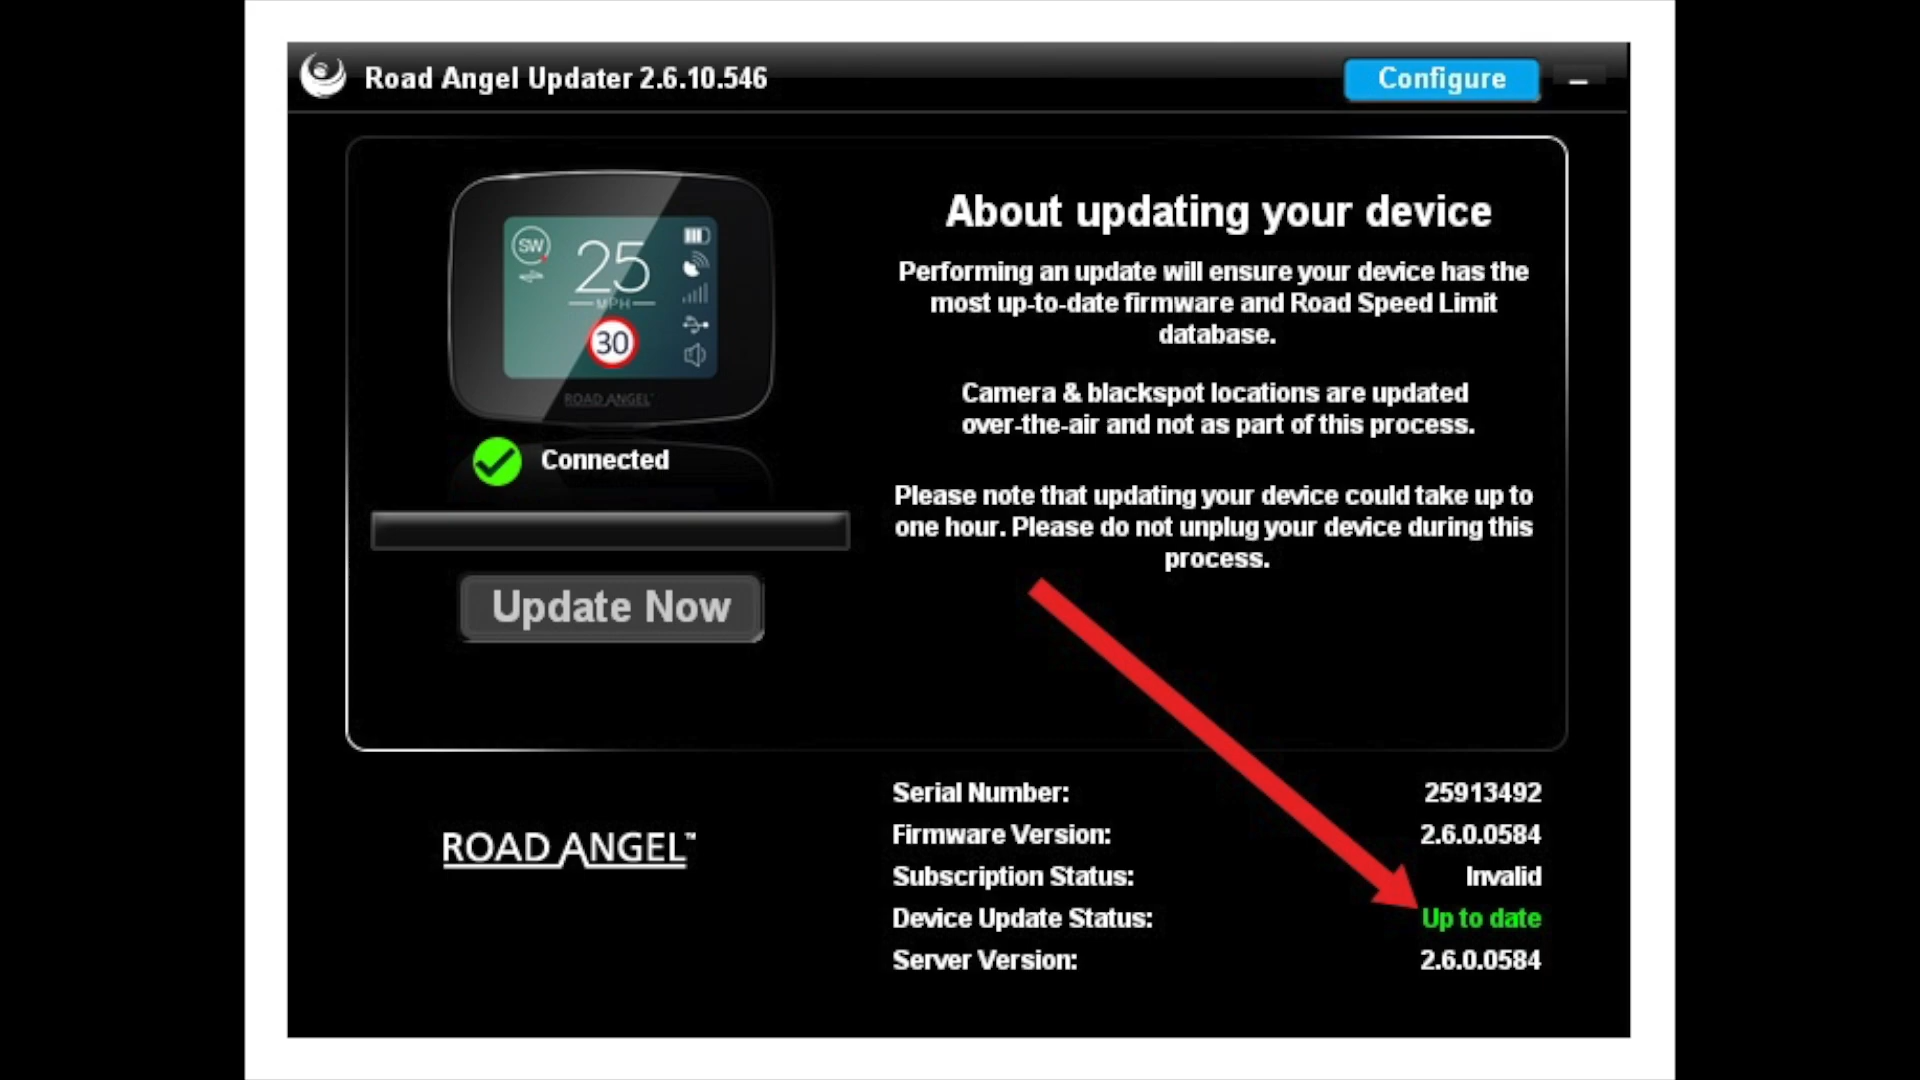 Road Angel Updater 2.6.10.546
Configure
SW
25
MPH
30
ROAD ANGEL
Connected
Update Now
About updating your device
Performing an update will ensure your device has the
most up-to-date firmware and Road Speed Limit
database.
Camera & blackspot locations are updated
over-the-air and not as part of this process.
Please note that updating your device could take up to
one hour. Please do not unplug your device during this
process.
ROAD ANGEL™
Serial Number: 25913492
Firmware Version: 2.6.0.0584
Subscription Status: Invalid
Device Update Status: Up to date
Server Version: 2.6.0.0584